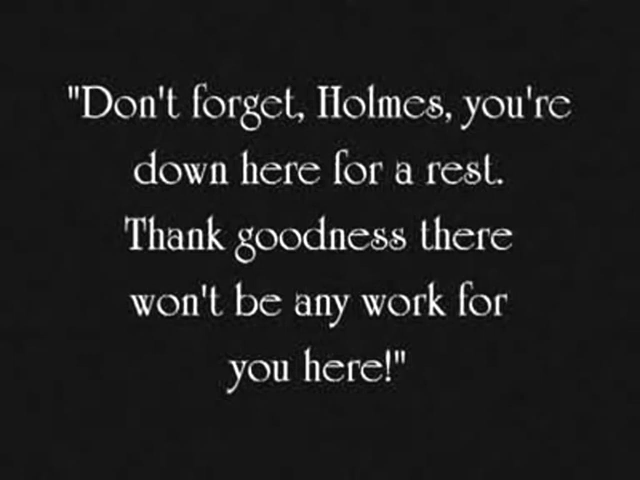 "Don't forget, Holmes, you're
down here for a rest.
Thank goodness there
won't be any work for
you here!"